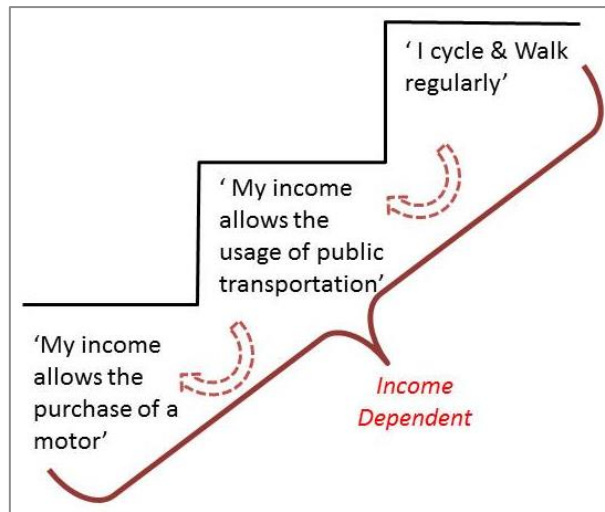 ‘ I cycle & Walk
regularly’
‘ My income
allows the
usage of public
transportation’
‘My income
allows the
purchase of a
motor’
Income
Dependent